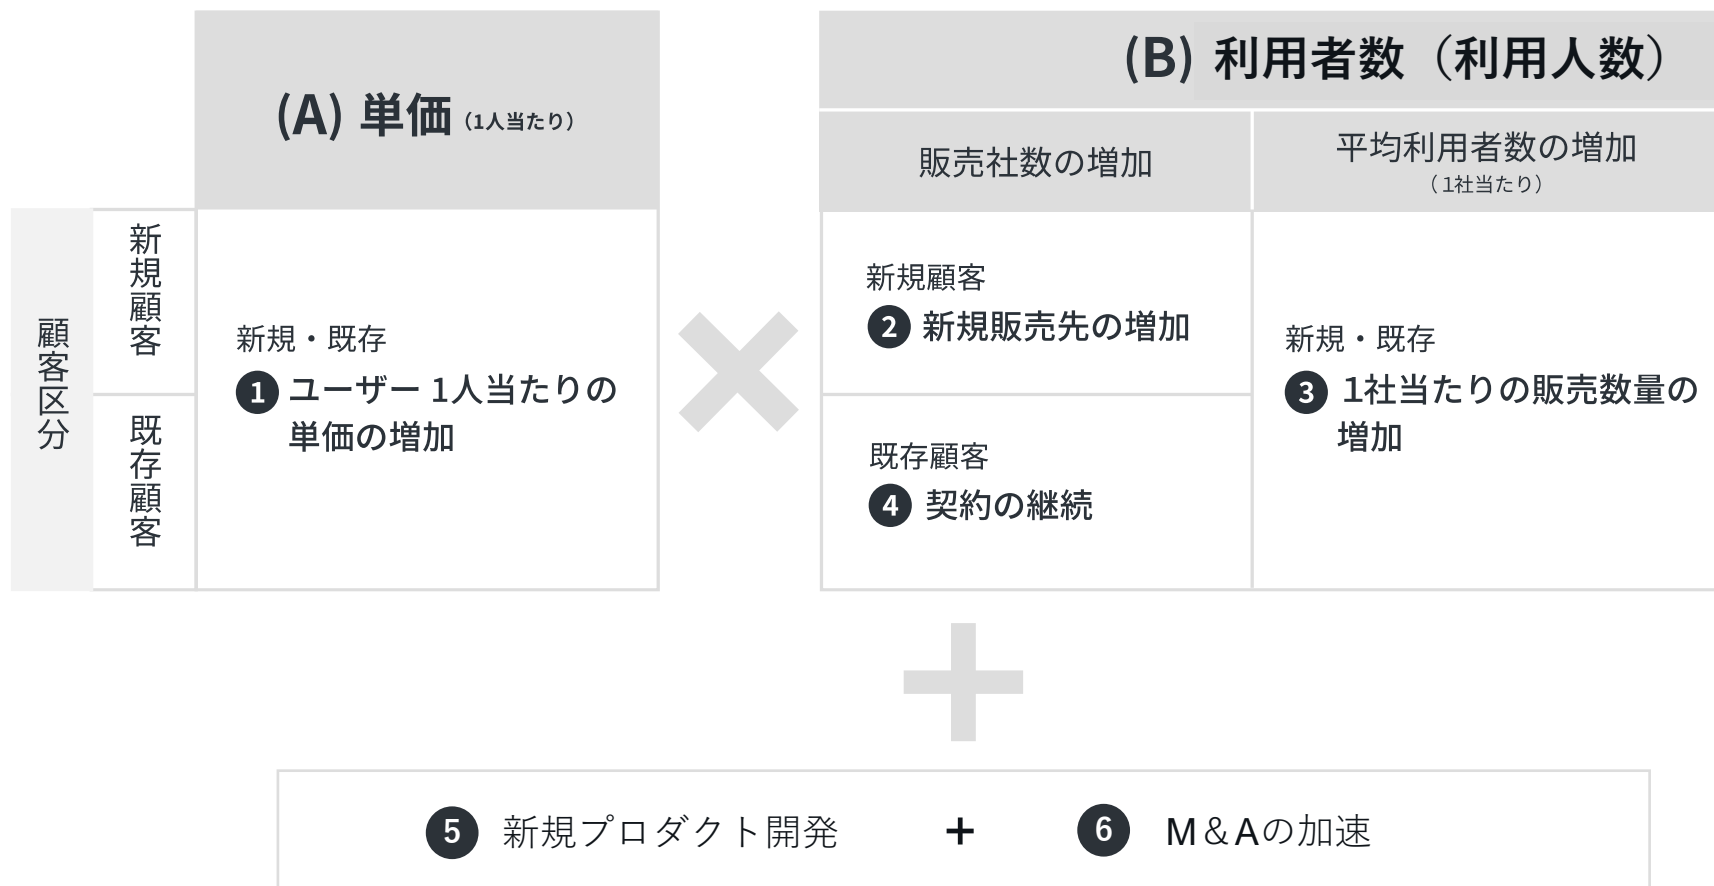 (A) 単価（1人当たり）
(B) 利用者数（利用人数）
販売社数の増加
平均利用者数の増加
（1社当たり）
顧客区分
新規顧客
既存顧客
新規・既存
1 ユーザー 1人当たりの
単価の増加
×
新規顧客
2 新規販売先の増加
既存顧客
4 契約の継続
新規・既存
3 1社当たりの販売数量の
増加
+
5 新規プロダクト開発 + 6 M＆Aの加速